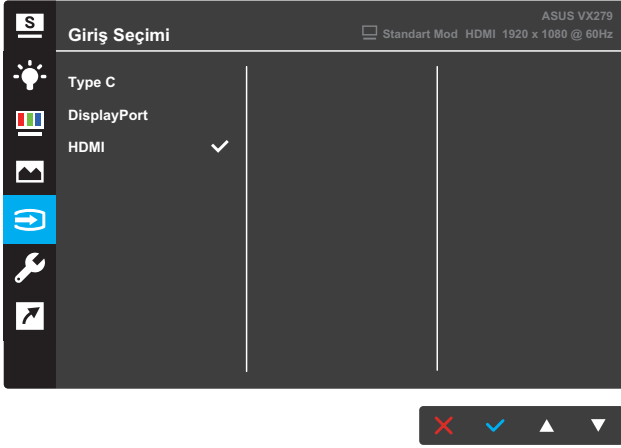 S
ASUS VX279
Giriş Seçimi
Standart Mod HDMI 1920 x 1080 @ 60Hz
Type C
DisplayPort
HDMI